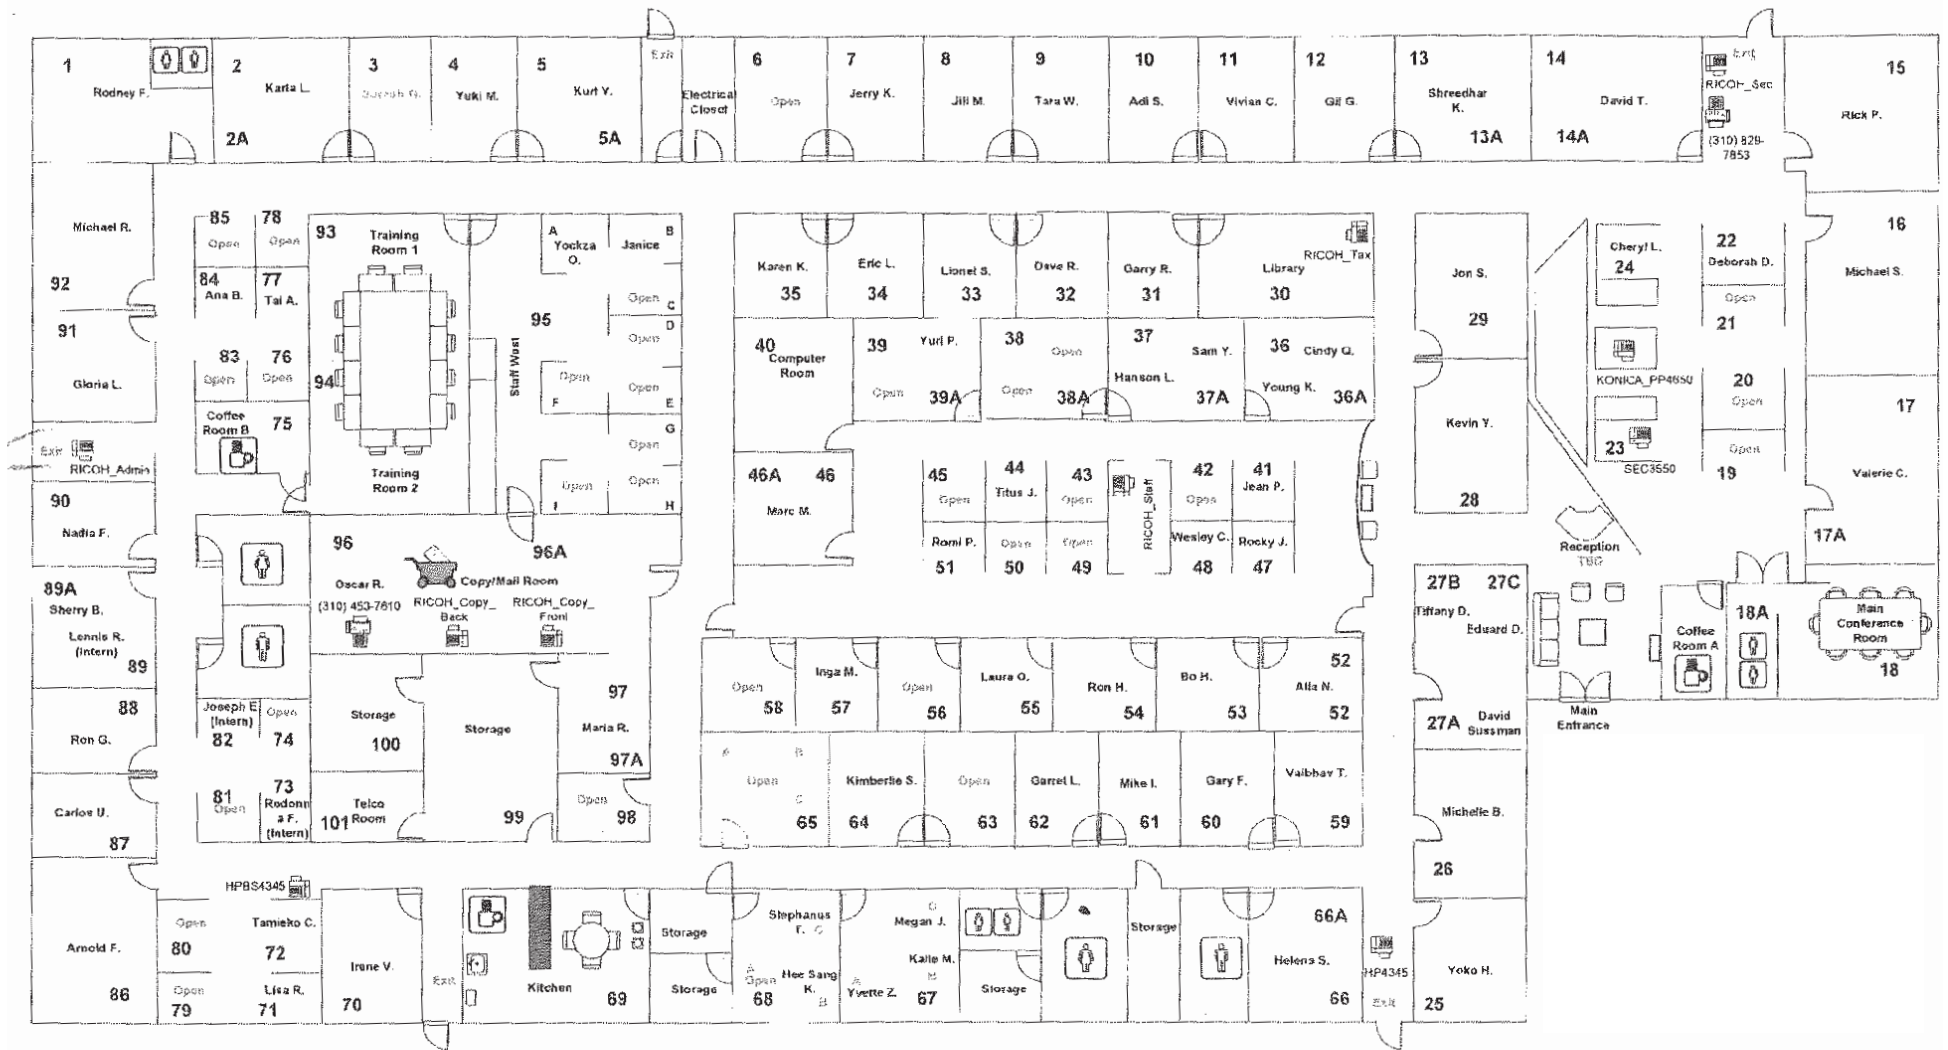 1
Rodney F.
2
Karla L.
2A
3
4
Yuki M.
5
Kurt Y.
5A
Exit
Electrical
Closet
6
Open
7
Jerry K.
8
Jill M.
9
Tara W.
10
Adi S.
11
Vivian C.
12
Gil G.
13
Shreedhar
K.
13A
14
David T.
14A
Exit
RICOH_Sec
(310) 829-
7853
15
Rick P.
Michael R.
92
85
Open
78
Open
84
Ana B.
77
Tai A.
83
Open
76
Open
93
Training
Room 1
94
Training
Room 2
Staff West
95
A
Yockza
O.
B
Janice
Open
C
D
Open
Open
F
Open
E
G
Open
Open
I
Open
H
Karen K.
35
Eric L.
34
Lionel S.
33
Dave R.
32
Garry R.
31
RICOH_Tax
Library
30
Jon S.
29
Cheryl L.
24
22
Deborah D.
Open
21
16
Michael S.
91
Gloria L.
Coffee
Room B
75
40
Computer
Room
39
Yuri P.
Open
39A
38
Open
Open
38A
37
Sam Y.
Hanson L.
37A
36
Cindy Q.
Young K.
36A
Kevin Y.
28
KONICA_PP4650
23
SEC3550
20
Open
Open
19
17
Valerie C.
17A
Exit
RICOH_Admin
90
Nadia F.
46A
46
Marc M.
45
Open
44
Titus J.
43
Open
RICOH_Staff
42
Open
41
Jean P.
Romi P.
51
Open
50
Open
49
Wesley C.
48
Rocky J.
47
Reception
89A
Sherry B.
Lennis R.
(Intern)
89
96
Oscar R.
(310) 453-7610
96A
Copy/Mail Room
RICOH_Copy_
Back
RICOH_Copy_
Front
27B
27C
Tiffany D.
Edward D.
Coffee
Room A
18A
Main
Conference
Room
18
88
Ron G.
Joseph E
(Intern)
82
Open
74
Storage
100
Storage
99
97
Maria R.
97A
Open
58
Inga M.
57
Open
56
Laura O.
55
Ron H.
54
Bo H.
53
52
Alla N.
52
27A
David
Sussman
Main
Entrance
Carlos U.
87
81
Open
73
Rodonn
a F.
(Intern)
101
Telco
Room
Open
98
A
B
Open
C
65
Kimberlie S.
64
Open
63
Garret L.
62
Mike I.
61
Gary F.
60
Vaibhav T.
59
Michelle B.
26
Arnold F.
86
HPBS4345
Open
80
Tamieko C.
72
Open
79
Lisa R.
71
Irene V.
70
Exit
Kitchen
69
Storage
Storage
Stephanus
F. C
A
Open
68
Hee Sang
K.
B
C
Megan J.
Kalle M.
B
A
Yvette Z.
67
Storage
Storage
66A
Helena S.
66
HP4345
Exit
Yoko H.
25